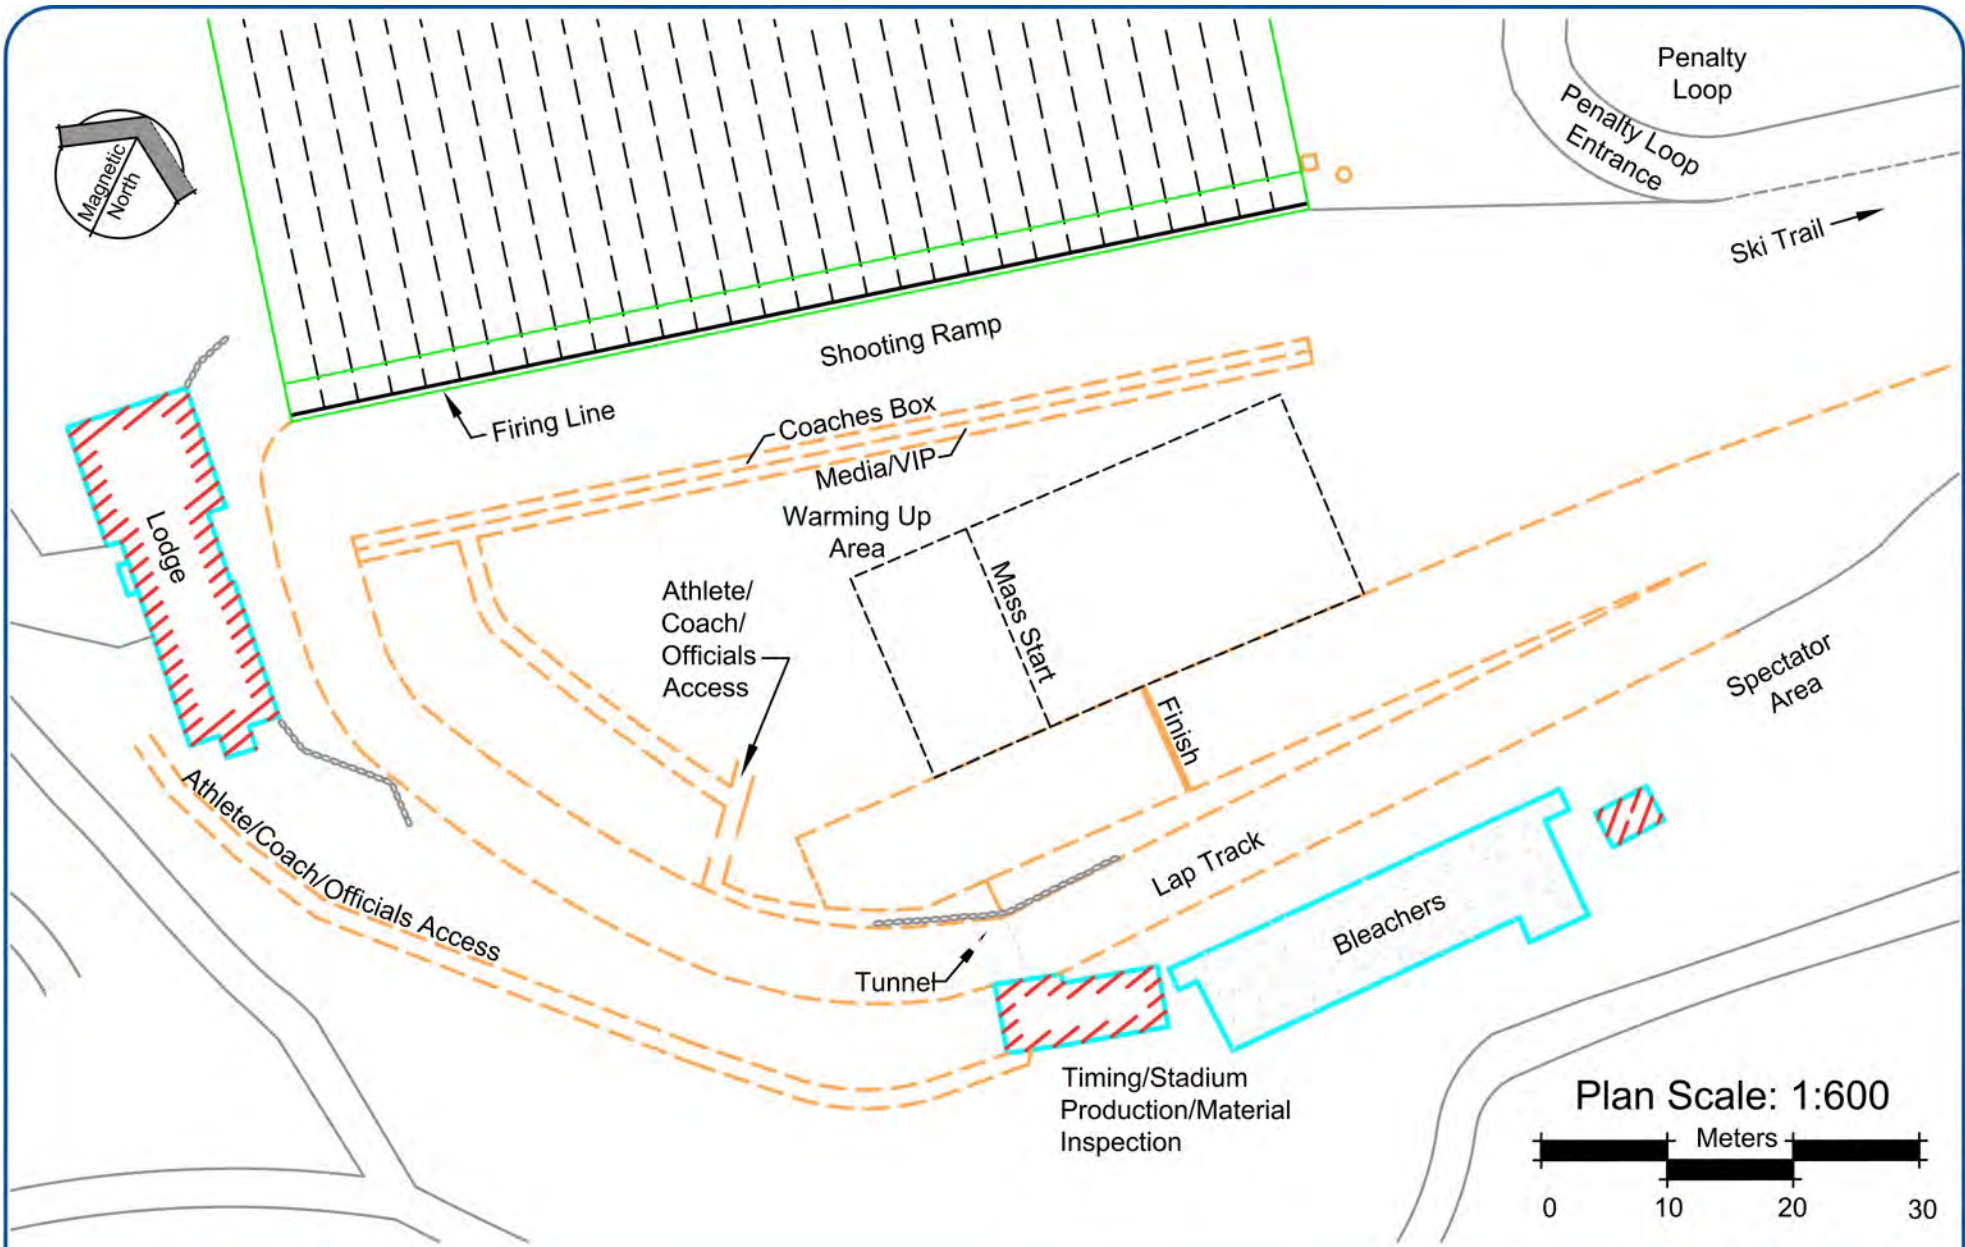 Penalty
Loop
Penalty Loop
Entrance
Magnetic
North
Ski Trail
Shooting Ramp
Firing Line
Coaches Box
Media/VIP
Warming Up
Area
Lodge
Athlete/
Coach/
Officials
Access
Mass Start
Finish
Spectator
Area
Athlete/Coach/Officials Access
Lap Track
Bleachers
Tunnel
Timing/Stadium
Production/Material
Inspection
Plan Scale: 1:600
Meters
0 10 20 30